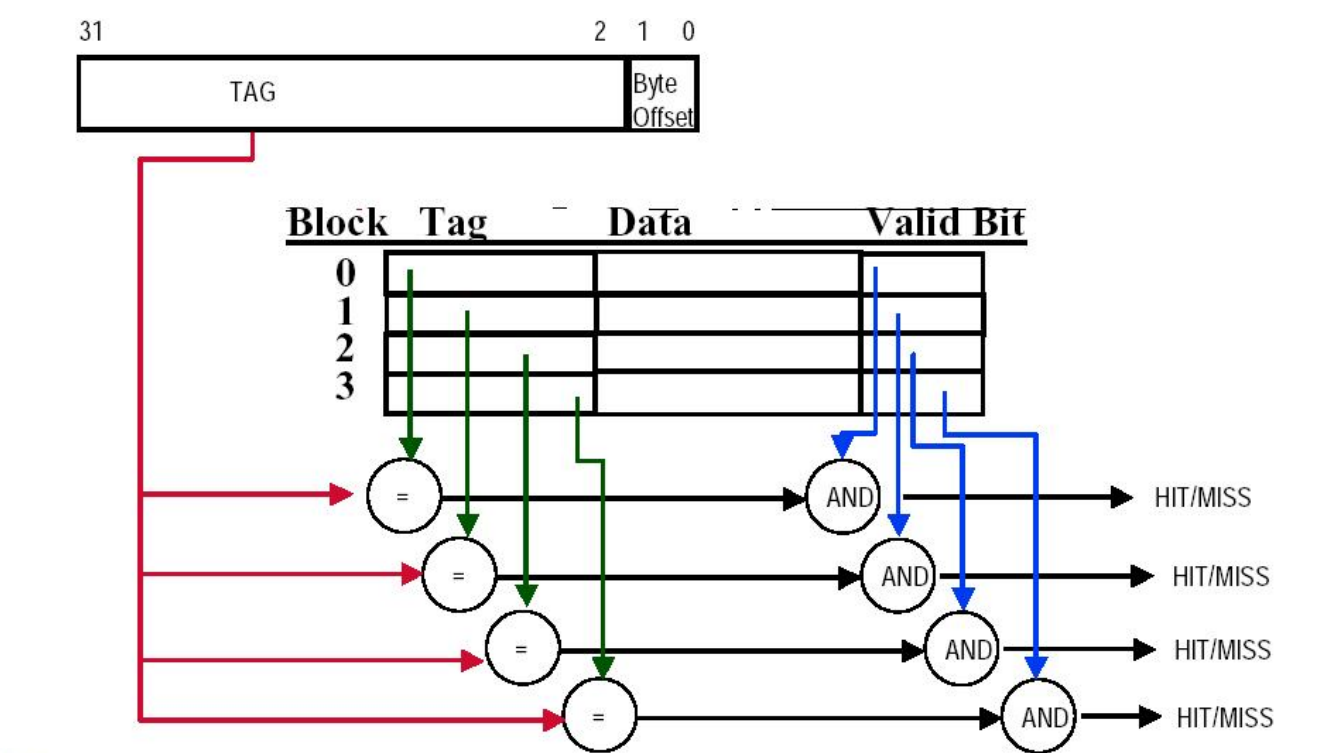 31 2 1 0
TAG
Byte
Offset
Block Tag Data Valid Bit
0
1
2
3
= AND HIT/MISS
= AND HIT/MISS
= AND HIT/MISS
= AND HIT/MISS